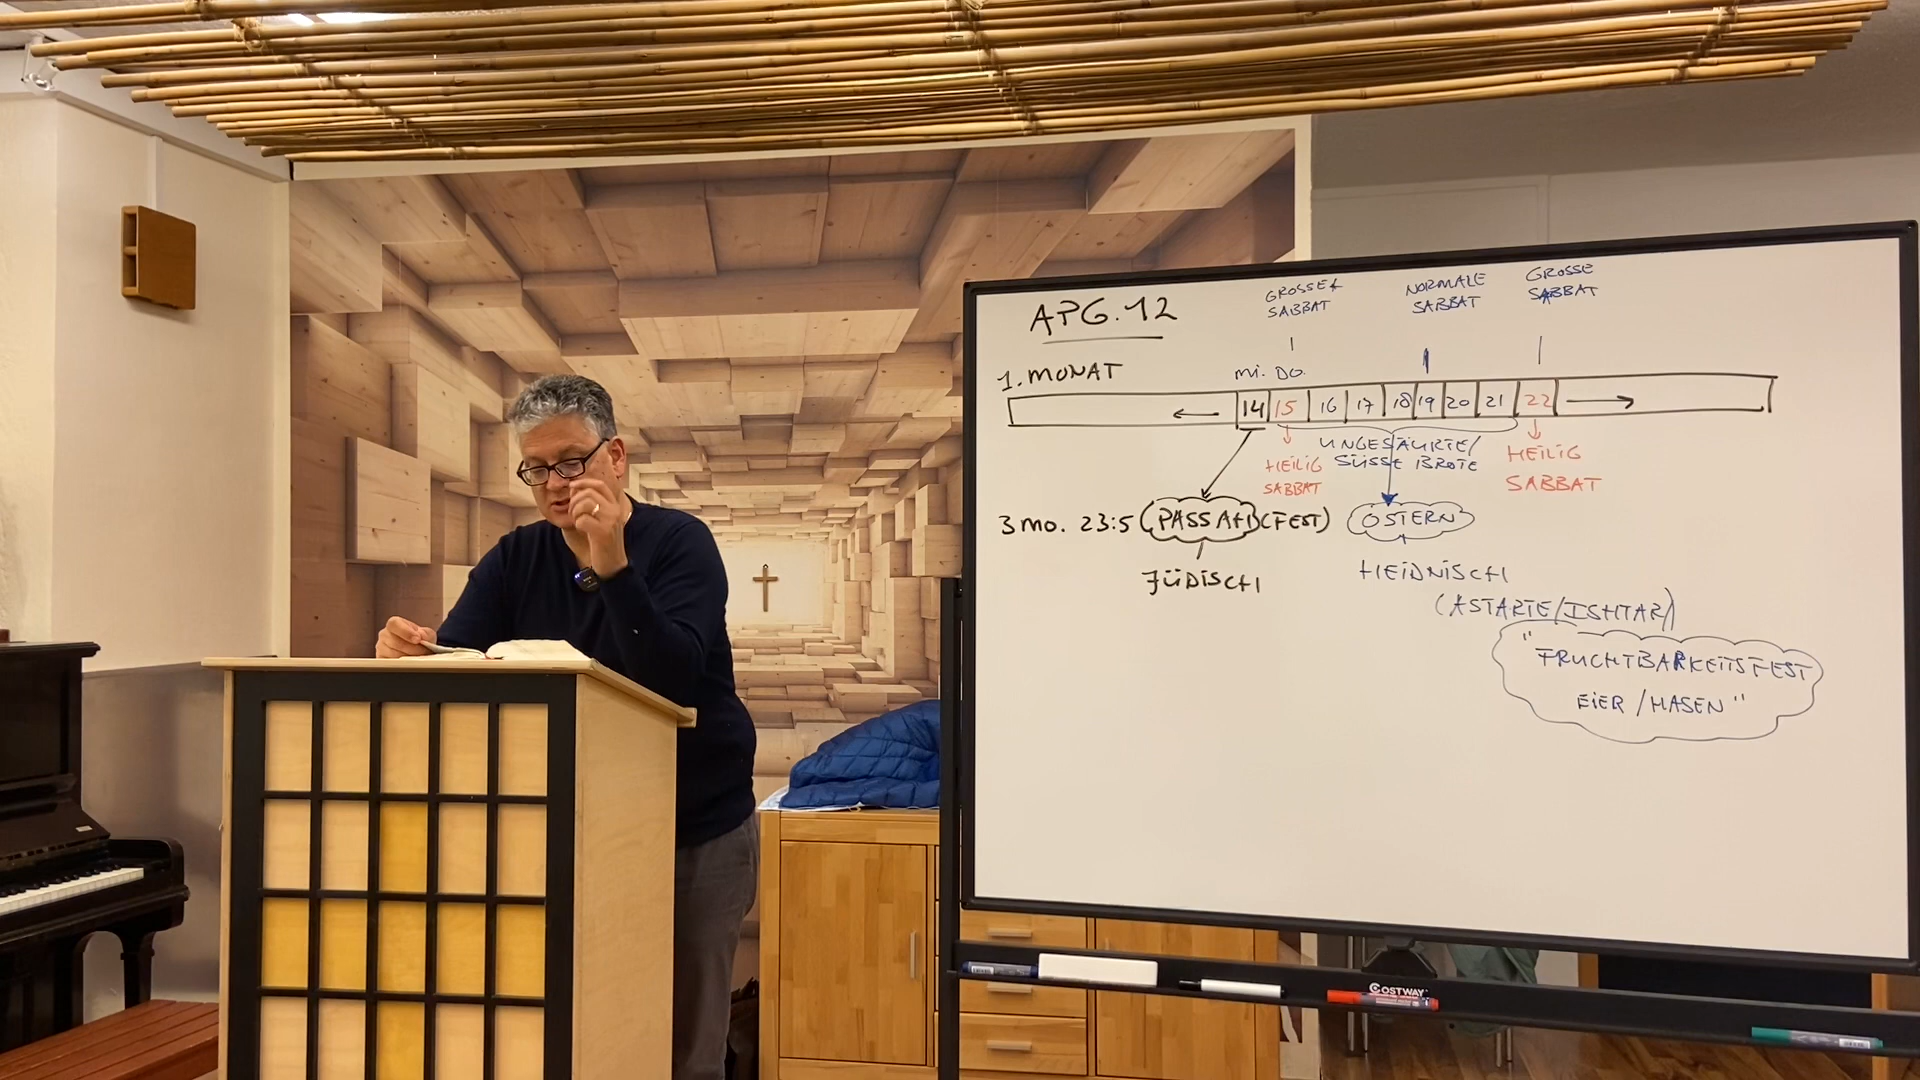 APG. 12
GROSSER
SABBAT
NORMALE
SABBAT
GROSSE
SABBAT
1. MONAT
Mi. DO.
14 15 16 17 18 19 20 21 22
UNGESÄURTE/
SÜSSE BROTE
HEILIG
SABBAT
HEILIG
SABBAT
3 MO. 23:5 (PASSAH (FEST)
OSTERN
JÜDISCH
HEIDNISCH
(ASTARTE/ISHTAR)
"FRUCHTBARKEITSFEST
EIER/HASEN"
COSTWAY